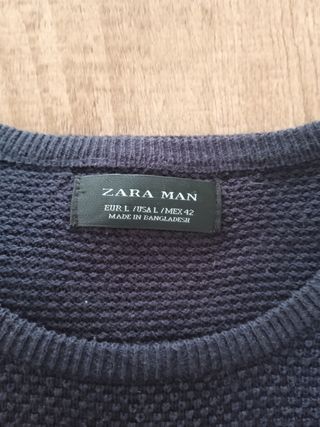 ZARA MAN
EUR L / USA L / MEX 42
MADE IN BANGLADESH